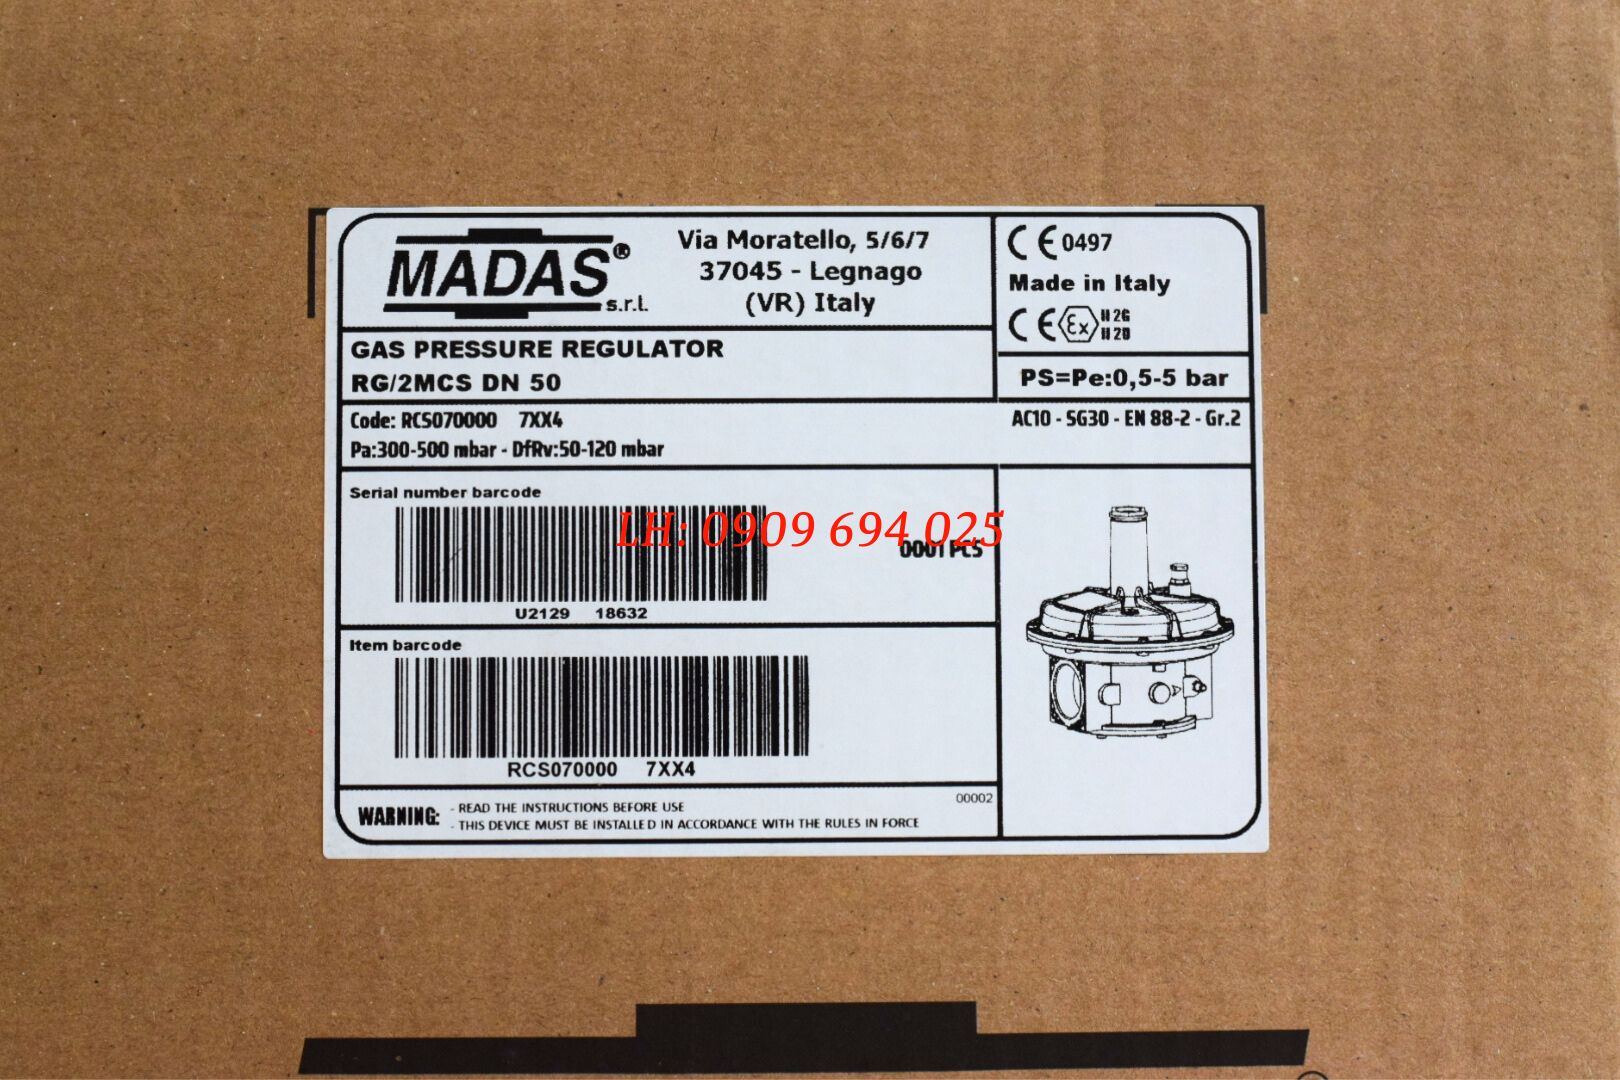 MADAS®
s.r.l.
Via Moratello, 5/6/7
37045 - Legnago
(VR) Italy
CE 0497
Made in Italy
CE Ex II 2G
II 2D
GAS PRESSURE REGULATOR
RG/2MCS DN 50
PS=Pe:0,5-5 bar
Code: RCS070000 7XX4
AC10 - SG30 - EN 88-2 - Gr.2
Pa:300-500 mbar - DfRv:50-120 mbar
Serial number barcode
LH: 0909 694 025
0001 PCS
U2129 18632
Item barcode
RCS070000 7XX4
WARNING:
- READ THE INSTRUCTIONS BEFORE USE
- THIS DEVICE MUST BE INSTALLED IN ACCORDANCE WITH THE RULES IN FORCE
00002